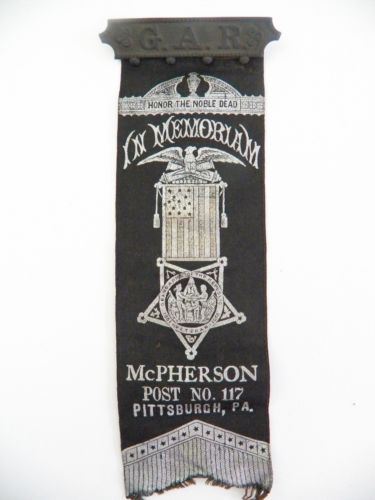 G.A.R
HONOR THE NOBLE DEAD
IN MEMORIAM
McPHERSON
POST NO. 117
PITTSBURGH, PA.